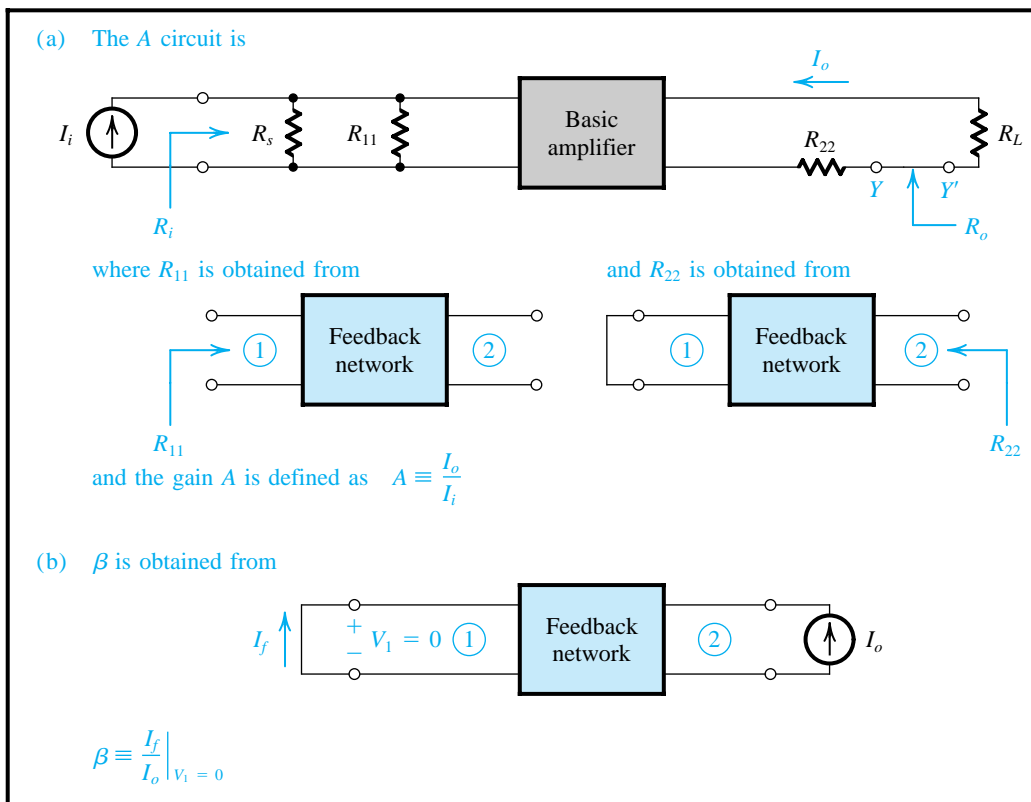 (a) The A circuit is
I_o
I_i
R_s
R_11
Basic
amplifier
R_22
R_L
Y
Y'
R_i
R_o
where R_11 is obtained from
and R_22 is obtained from
1
Feedback
network
2
1
Feedback
network
2
R_11
R_22
and the gain A is defined as A ≡ I_o/I_i
(b) β is obtained from
I_f
+
−
V_1 = 0
1
Feedback
network
2
I_o
β ≡ I_f/I_o |_{V_1 = 0}